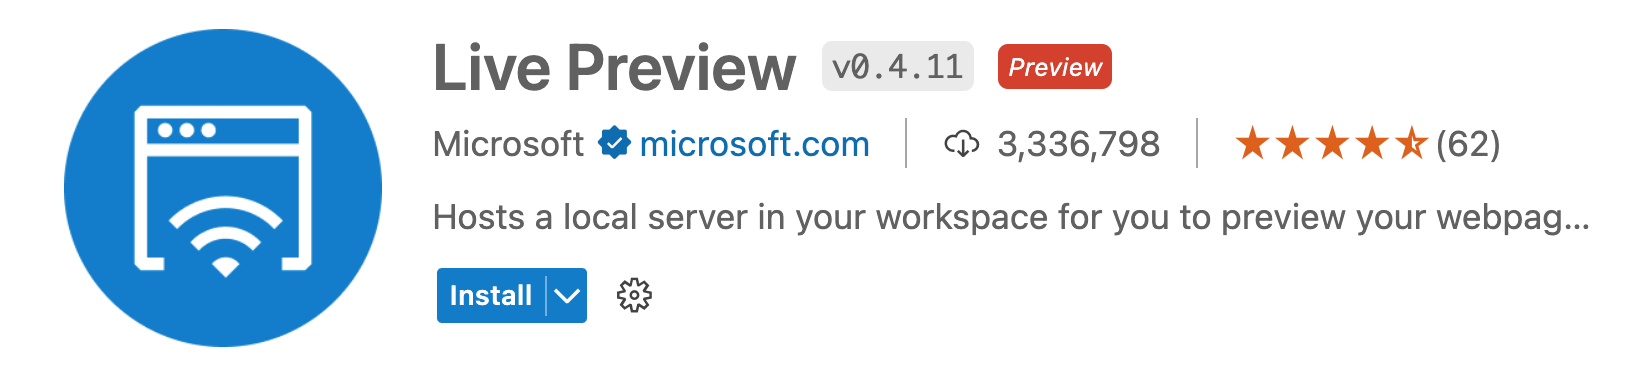 Live Preview v0.4.11 Preview
Microsoft microsoft.com 3,336,798 (62)
Hosts a local server in your workspace for you to preview your webpag...
Install